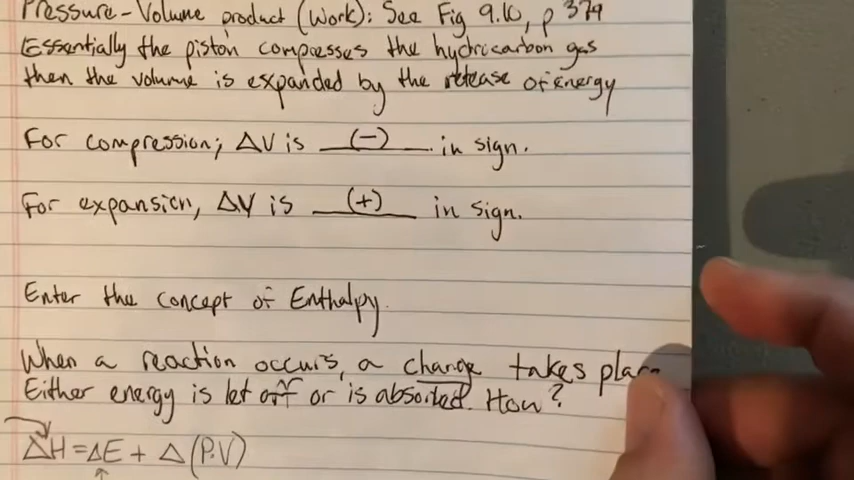 Pressure-Volume product (Work): See Fig 9.10, p 379
Essentially the piston compresses the hydrocarbon gas
then the volume is expanded by the release of energy
For compression; ΔV is (-) in sign.
For expansion, ΔV is (+) in sign.
Enter the concept of Enthalpy.
When a reaction occurs, a change takes place
Either energy is let off or is absorbed. How?
ΔH = ΔE + Δ(P.V)